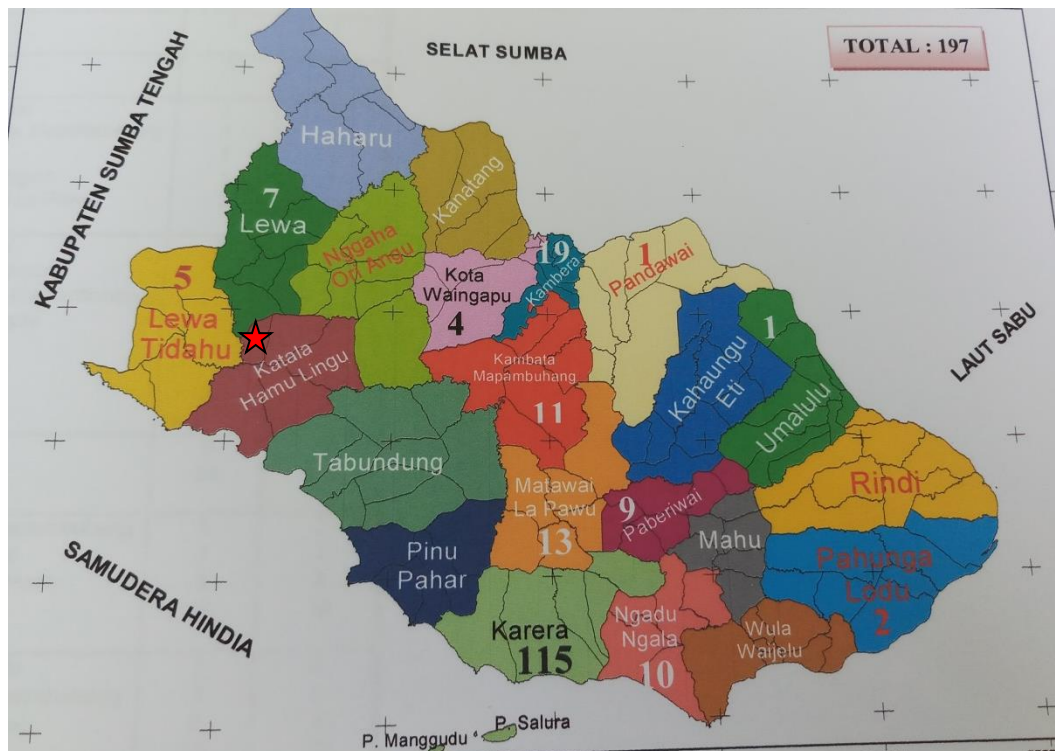 SELAT SUMBA
TOTAL : 197
KABUPATEN SUMBA TENGAH
Haharu
Kanatang
7
Lewa
Nggaha
Ori Angu
19
Kambera
1
Pandawai
5
Lewa
Tidahu
Kota
Waingapu
4
Katala
Hamu Lingu
Kambata
Mapambuhang
11
Kahaungu
Eti
1
Umalulu
LAUT SABU
Tabundung
Matawai
La Pawu
13
9
Paberiwai
Rindi
Mahu
Pinu
Pahar
Pahunga
Lodu
2
SAMUDERA HINDIA
Karera
115
Ngadu
Ngala
10
Wula
Waijelu
P. Salura
P. Manggudu